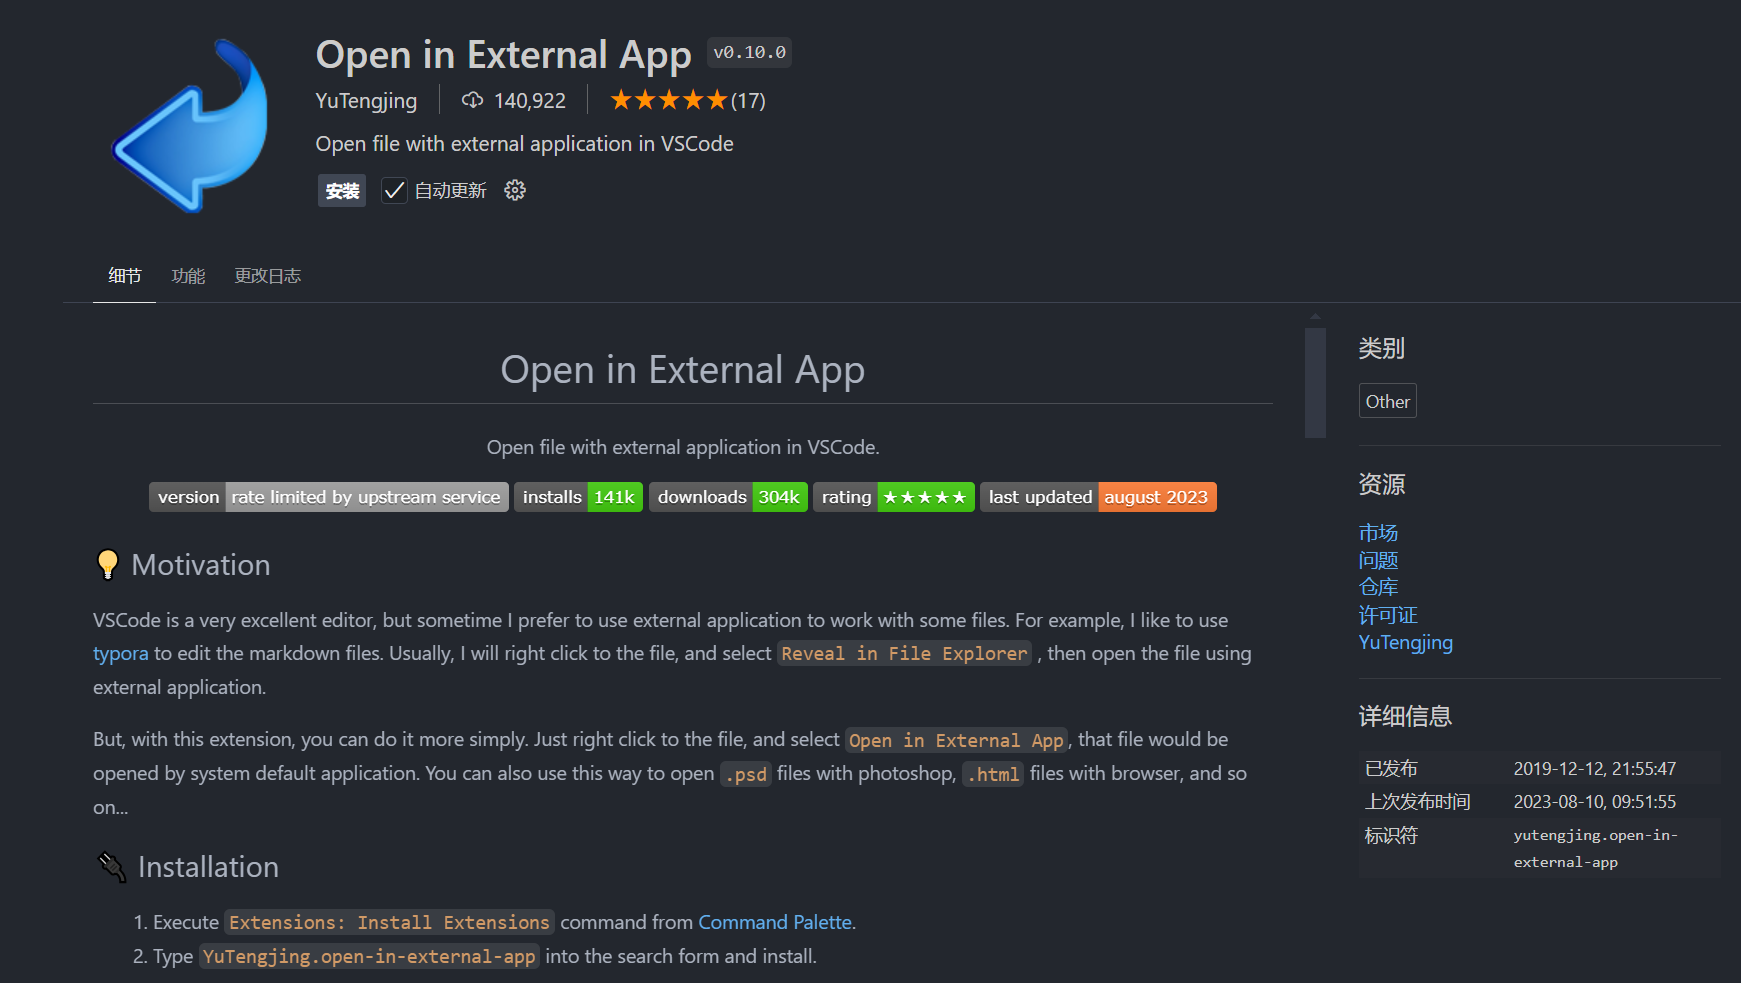 Open in External App v0.10.0
YuTengjing 140,922 ★★★★★(17)
Open file with external application in VSCode
安装 自动更新
细节 功能 更改日志
Open in External App
Open file with external application in VSCode.
version rate limited by upstream service installs 141k downloads 304k rating ★★★★★ last updated august 2023
Motivation
VSCode is a very excellent editor, but sometime I prefer to use external application to work with some files. For example, I like to use
typora to edit the markdown files. Usually, I will right click to the file, and select Reveal in File Explorer , then open the file using
external application.
But, with this extension, you can do it more simply. Just right click to the file, and select Open in External App, that file would be
opened by system default application. You can also use this way to open .psd files with photoshop, .html files with browser, and so
on...
Installation
1. Execute Extensions: Install Extensions command from Command Palette.
2. Type YuTengjing.open-in-external-app into the search form and install.
类别
Other
资源
市场
问题
仓库
许可证
YuTengjing
详细信息
已发布 2019-12-12, 21:55:47
上次发布时间 2023-08-10, 09:51:55
标识符 yutengjing.open-in-
external-app